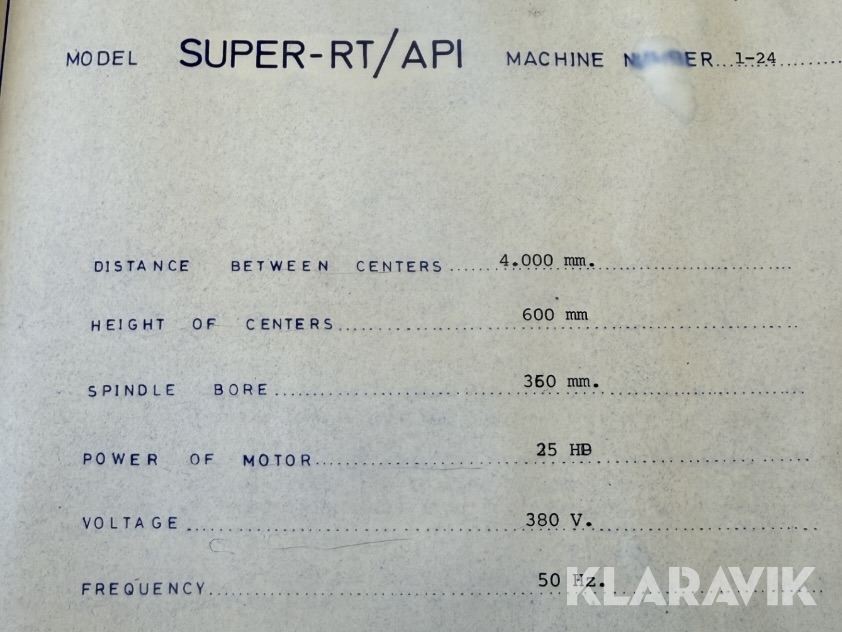 MODEL SUPER-RT/API MACHINE NUMBER...1-24.........
DISTANCE BETWEEN CENTERS......4.000 mm.
HEIGHT OF CENTERS......600 mm
SPINDLE BORE......360 mm.
POWER OF MOTOR......25 HP
VOLTAGE......380 V.
FREQUENCY......50 Hz.
KLARAVIK